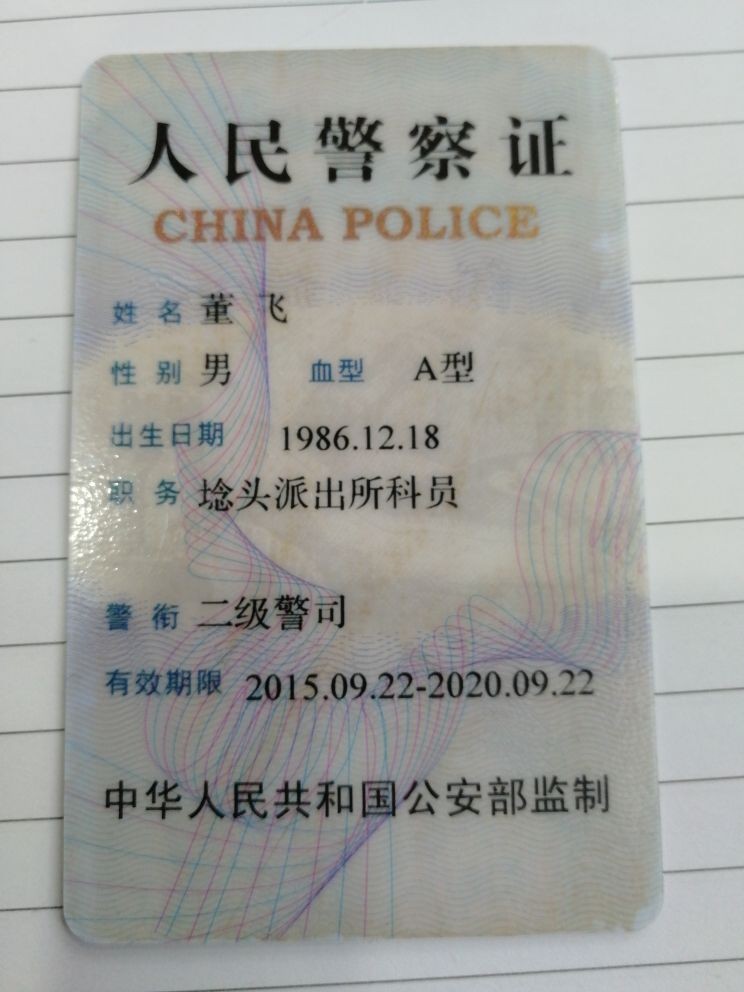 人民警察证
CHINA POLICE
姓 名 董 飞
性 别 男 血型 A型
出生日期 1986.12.18
职 务 埝头派出所科员
警 衔 二级警司
有效期限 2015.09.22-2020.09.22
中华人民共和国公安部监制